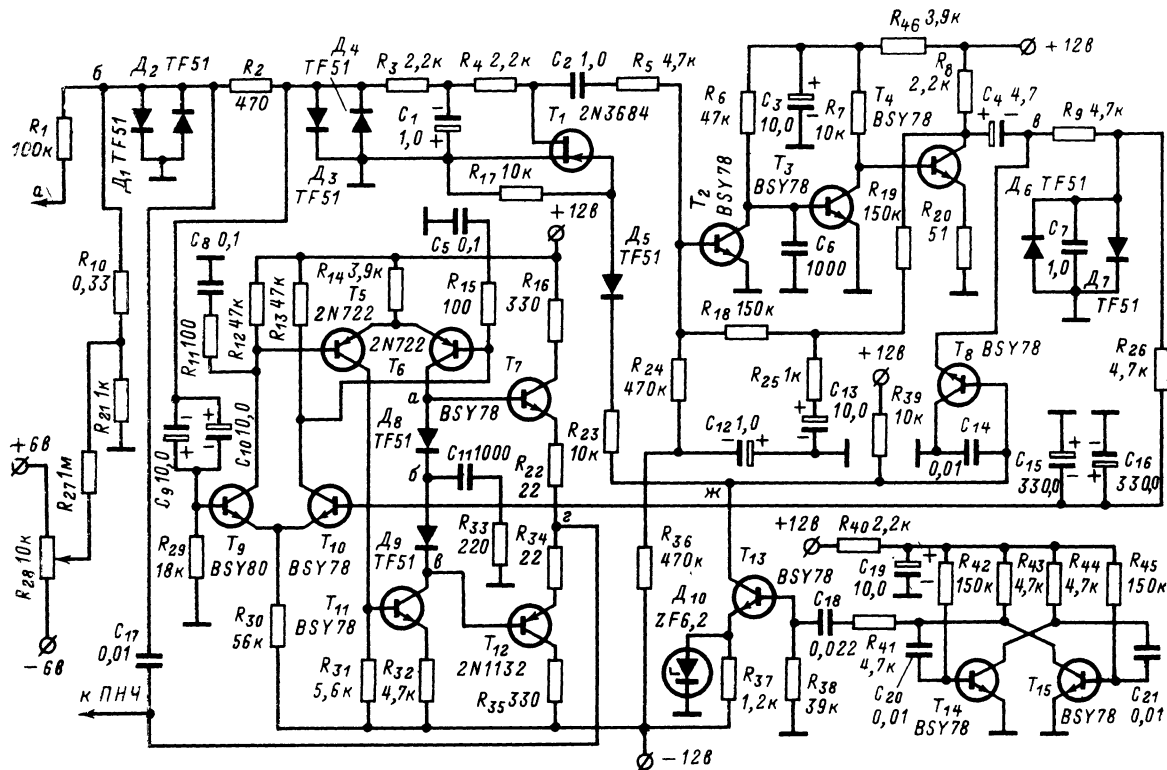 R46 3,9к
+12в
б
Д2 TF51
R2
470
Д4
TF51
R3 2,2к
R4 2,2к
C2 1,0
R5 4,7к
R6
47к
C3
10,0
R7
10к
T4
BSY78
R8
2,2к
C4 4,7
в
R9 4,7к
R1
100к
а
Д1 TF51
C1
1,0
Д3
TF51
T1
2N3684
R17 10к
T2
BSY78
T3
BSY78
R19
150к
R20
51
Д6 TF51
C7
1,0
Д7
TF51
C8 0,1
C5 0,1
+12в
Д5
TF51
C6
1000
R10
0,33
R11 100
R12 47к
R13 47к
R14 3,9к
T5
2N722
R15
100
R16
330
2N722
T6
R18 150к
T7
BSY78
R24
470к
R25 1к
C13
10,0
+12в
R39
10к
T8
BSY78
R26
4,7к
R21 1к
а
Д8
TF51
R23
10к
C12 1,0
C14
0,01
C15
330,0
C16
330,0
+6в
R27 1м
C9 10,0
C10 10,0
б
C11 1000
R22
22
ж
R28 10к
R29
18к
T9
BSY80
T10
BSY78
Д9
TF51
R33
220
г
R34
22
R36
470к
T13
BSY78
+12в
R40 2,2к
C19
10,0
R42
150к
R43
4,7к
R44
4,7к
R45
150к
в
Д10
ZF6,2
C18
0,022
R41
4,7к
−6в
C17
0,01
R30
56к
T11
BSY78
R31
5,6к
R32
4,7к
T12
2N1132
R35 330
R37
1,2к
R38
39к
C20
0,01
T14
BSY78
T15
BSY78
C21
0,01
к ПНЧ
−12в